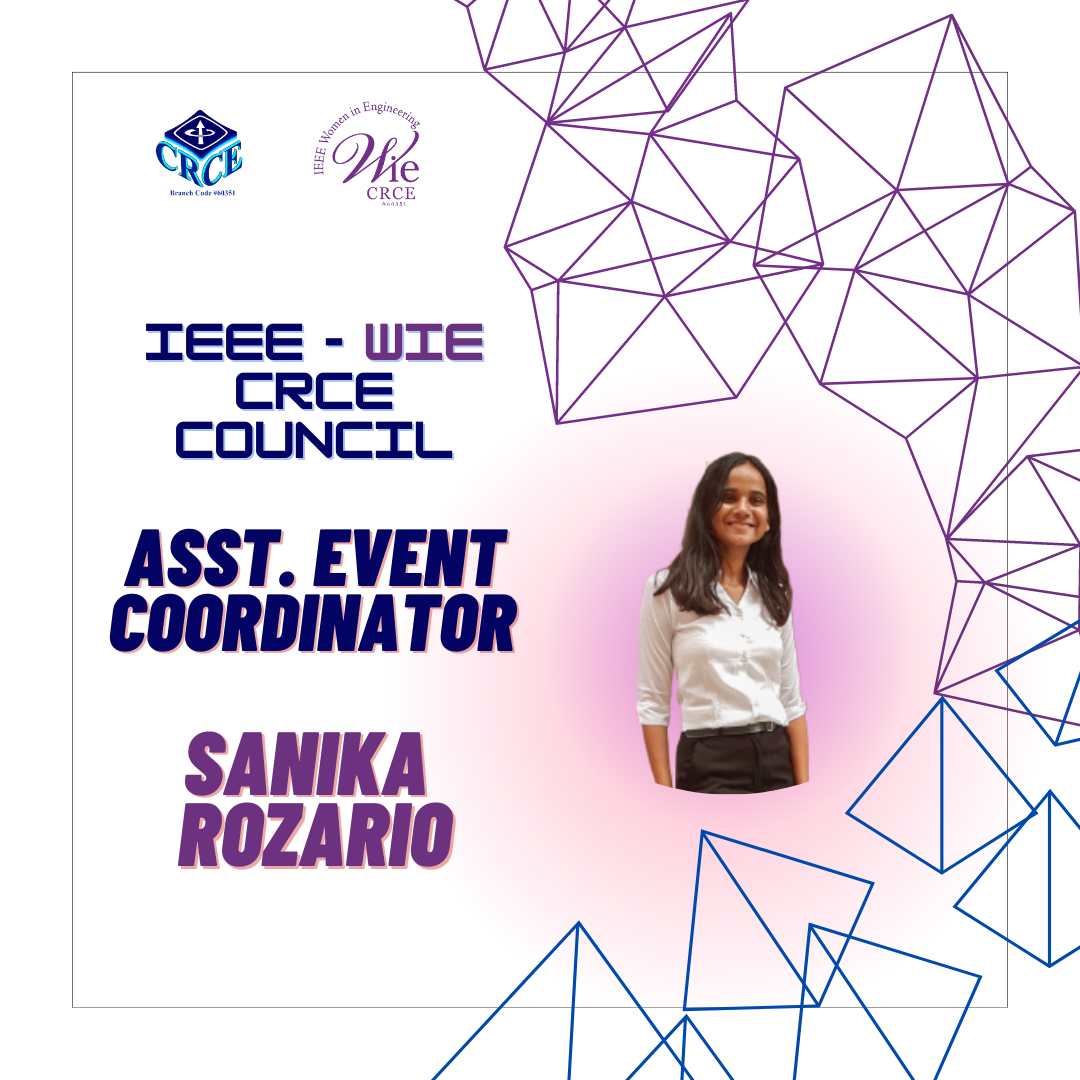 CRCE
Branch Code #60351
IEEE Women in Engineering
Wie
CRCE
#60351
IEEE - WIE
CRCE
COUNCIL
ASST. EVENT
COORDINATOR
SANIKA
ROZARIO